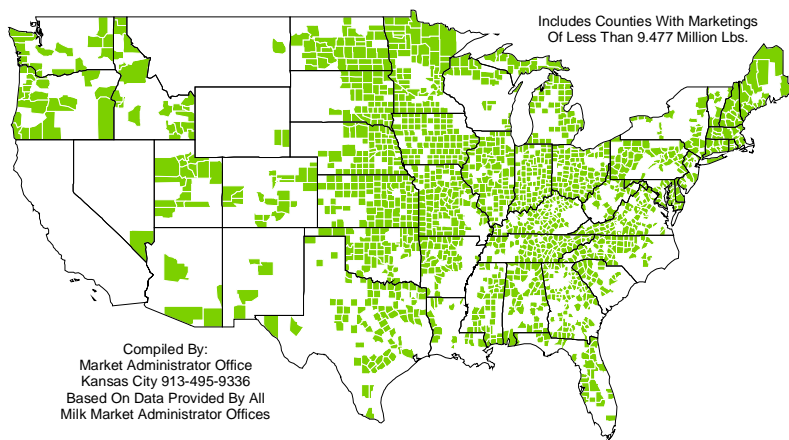 Includes Counties With Marketings
Of Less Than 9.477 Million Lbs.
Compiled By:
Market Administrator Office
Kansas City 913-495-9336
Based On Data Provided By All
Milk Market Administrator Offices